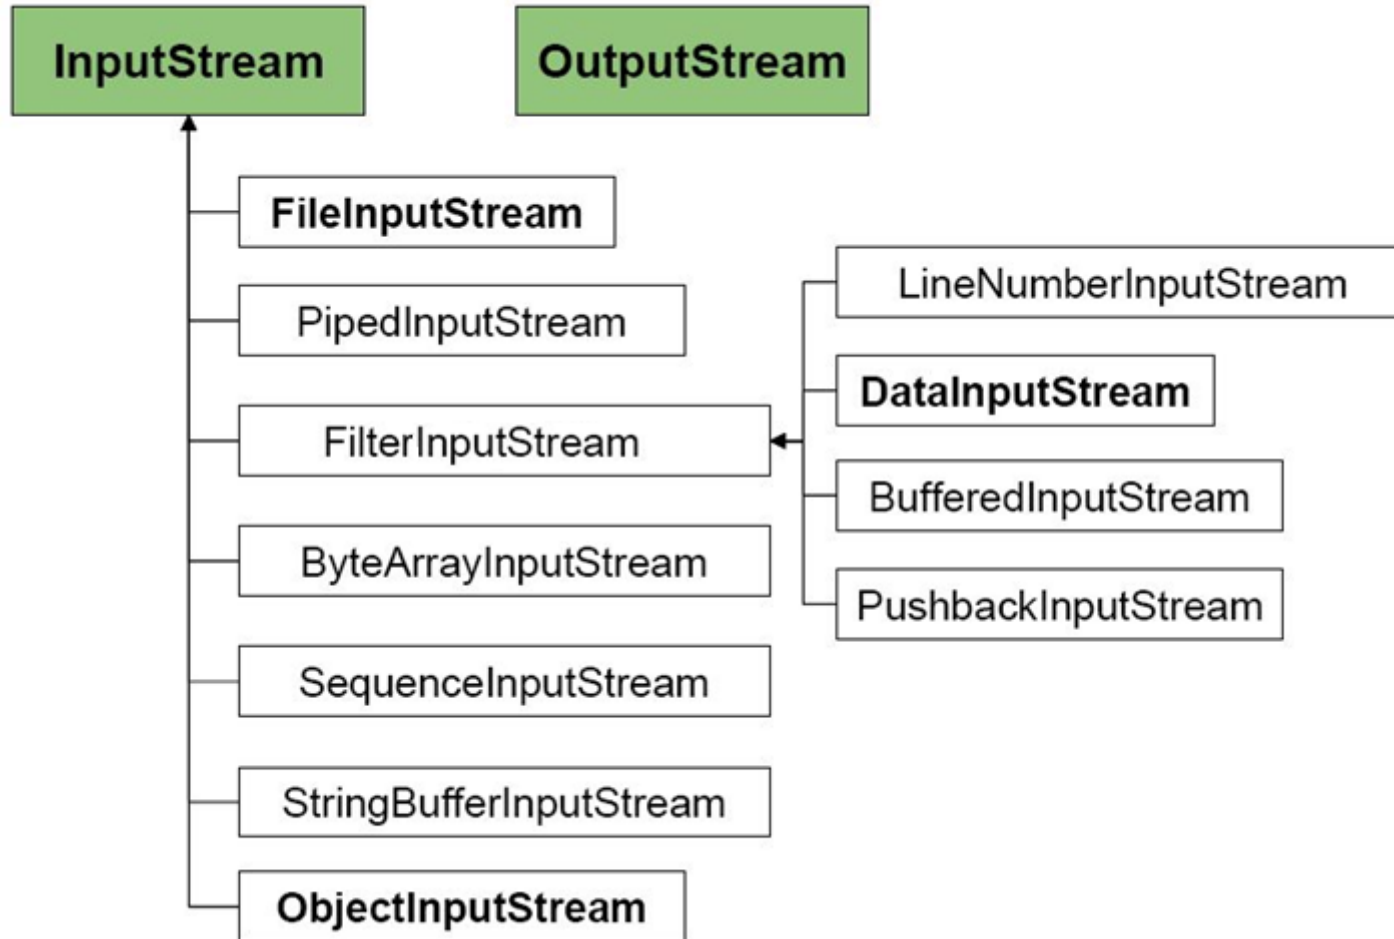 InputStream
OutputStream
FileInputStream
PipedInputStream
FilterInputStream
ByteArrayInputStream
SequenceInputStream
StringBufferInputStream
ObjectInputStream
LineNumberInputStream
DataInputStream
BufferedInputStream
PushbackInputStream